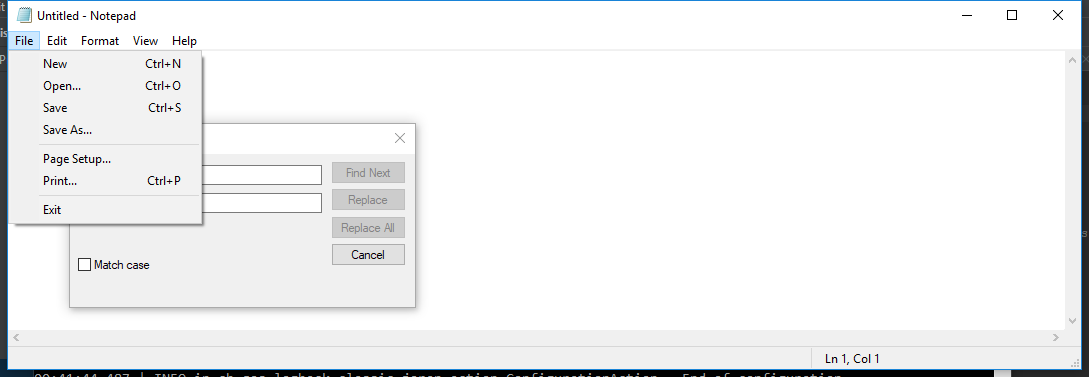 Untitled - Notepad
File Edit Format View Help
New Ctrl+N
Open... Ctrl+O
Save Ctrl+S
Save As...
Page Setup...
Print... Ctrl+P
Exit
Find Next
Replace
Replace All
Cancel
Match case
Ln 1, Col 1